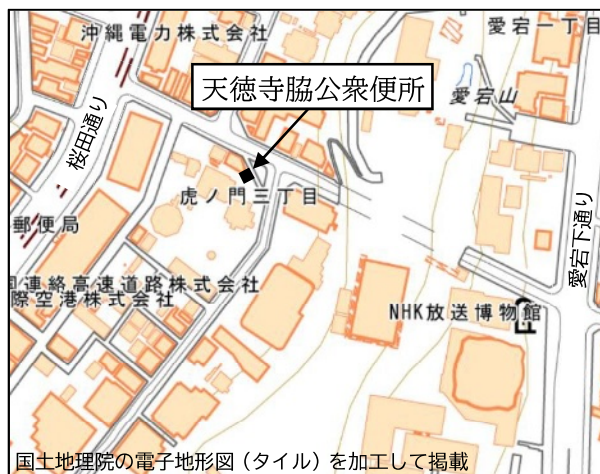 沖縄電力株式会社
愛宕一丁目
天徳寺脇公衆便所
愛宕山
桜田通り
虎ノ門三丁目
郵便局
愛宕下通り
連絡高速道路株式会社
際空港株式会社
NHK放送博物館
国土地理院の電子地形図（タイル）を加工して掲載